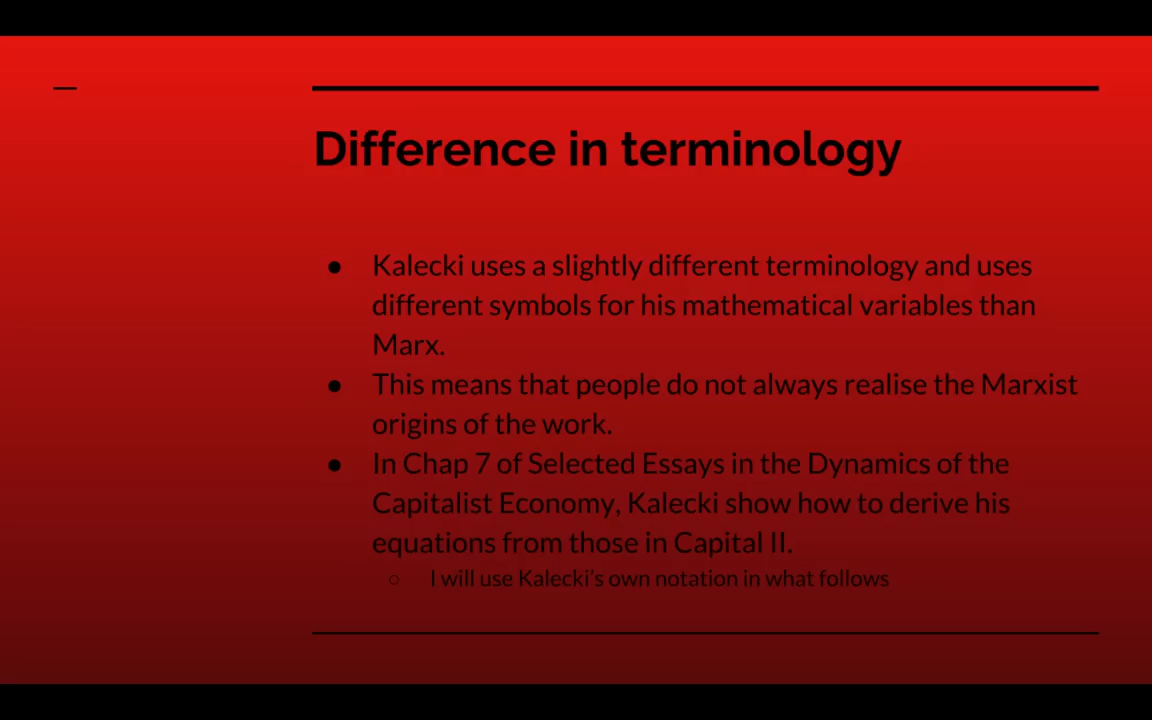 Difference in terminology
● Kalecki uses a slightly different terminology and uses
different symbols for his mathematical variables than
Marx.
● This means that people do not always realise the Marxist
origins of the work.
● In Chap 7 of Selected Essays in the Dynamics of the
Capitalist Economy, Kalecki show how to derive his
equations from those in Capital II.
○ I will use Kalecki’s own notation in what follows